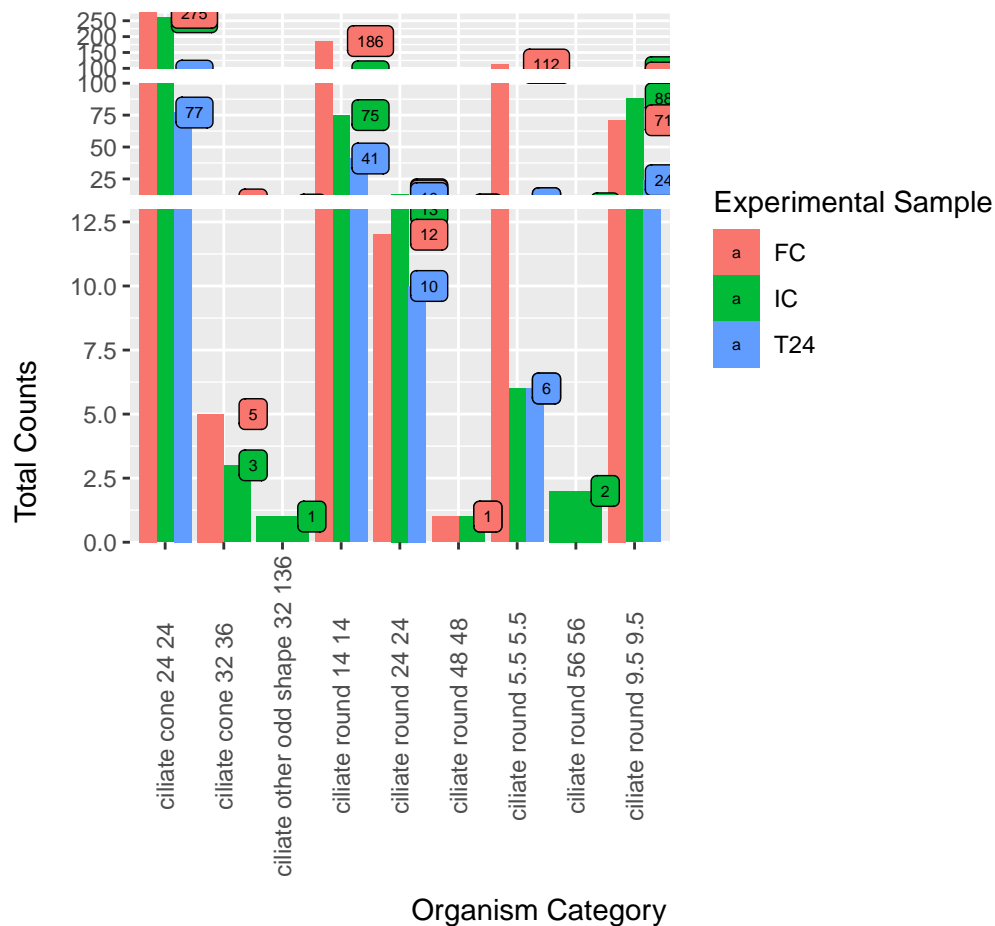 250
200
150
100
275
186
112
100
75
50
25
77
75
41
88
71
24
12.5
10.0
7.5
5.0
2.5
0.0
13
12
10
5
3
1
1
6
2
Total Counts
ciliate cone 24 24
ciliate cone 32 36
ciliate other odd shape 32 136
ciliate round 14 14
ciliate round 24 24
ciliate round 48 48
ciliate round 5.5 5.5
ciliate round 56 56
ciliate round 9.5 9.5
Organism Category
Experimental Sample
a FC
a IC
a T24